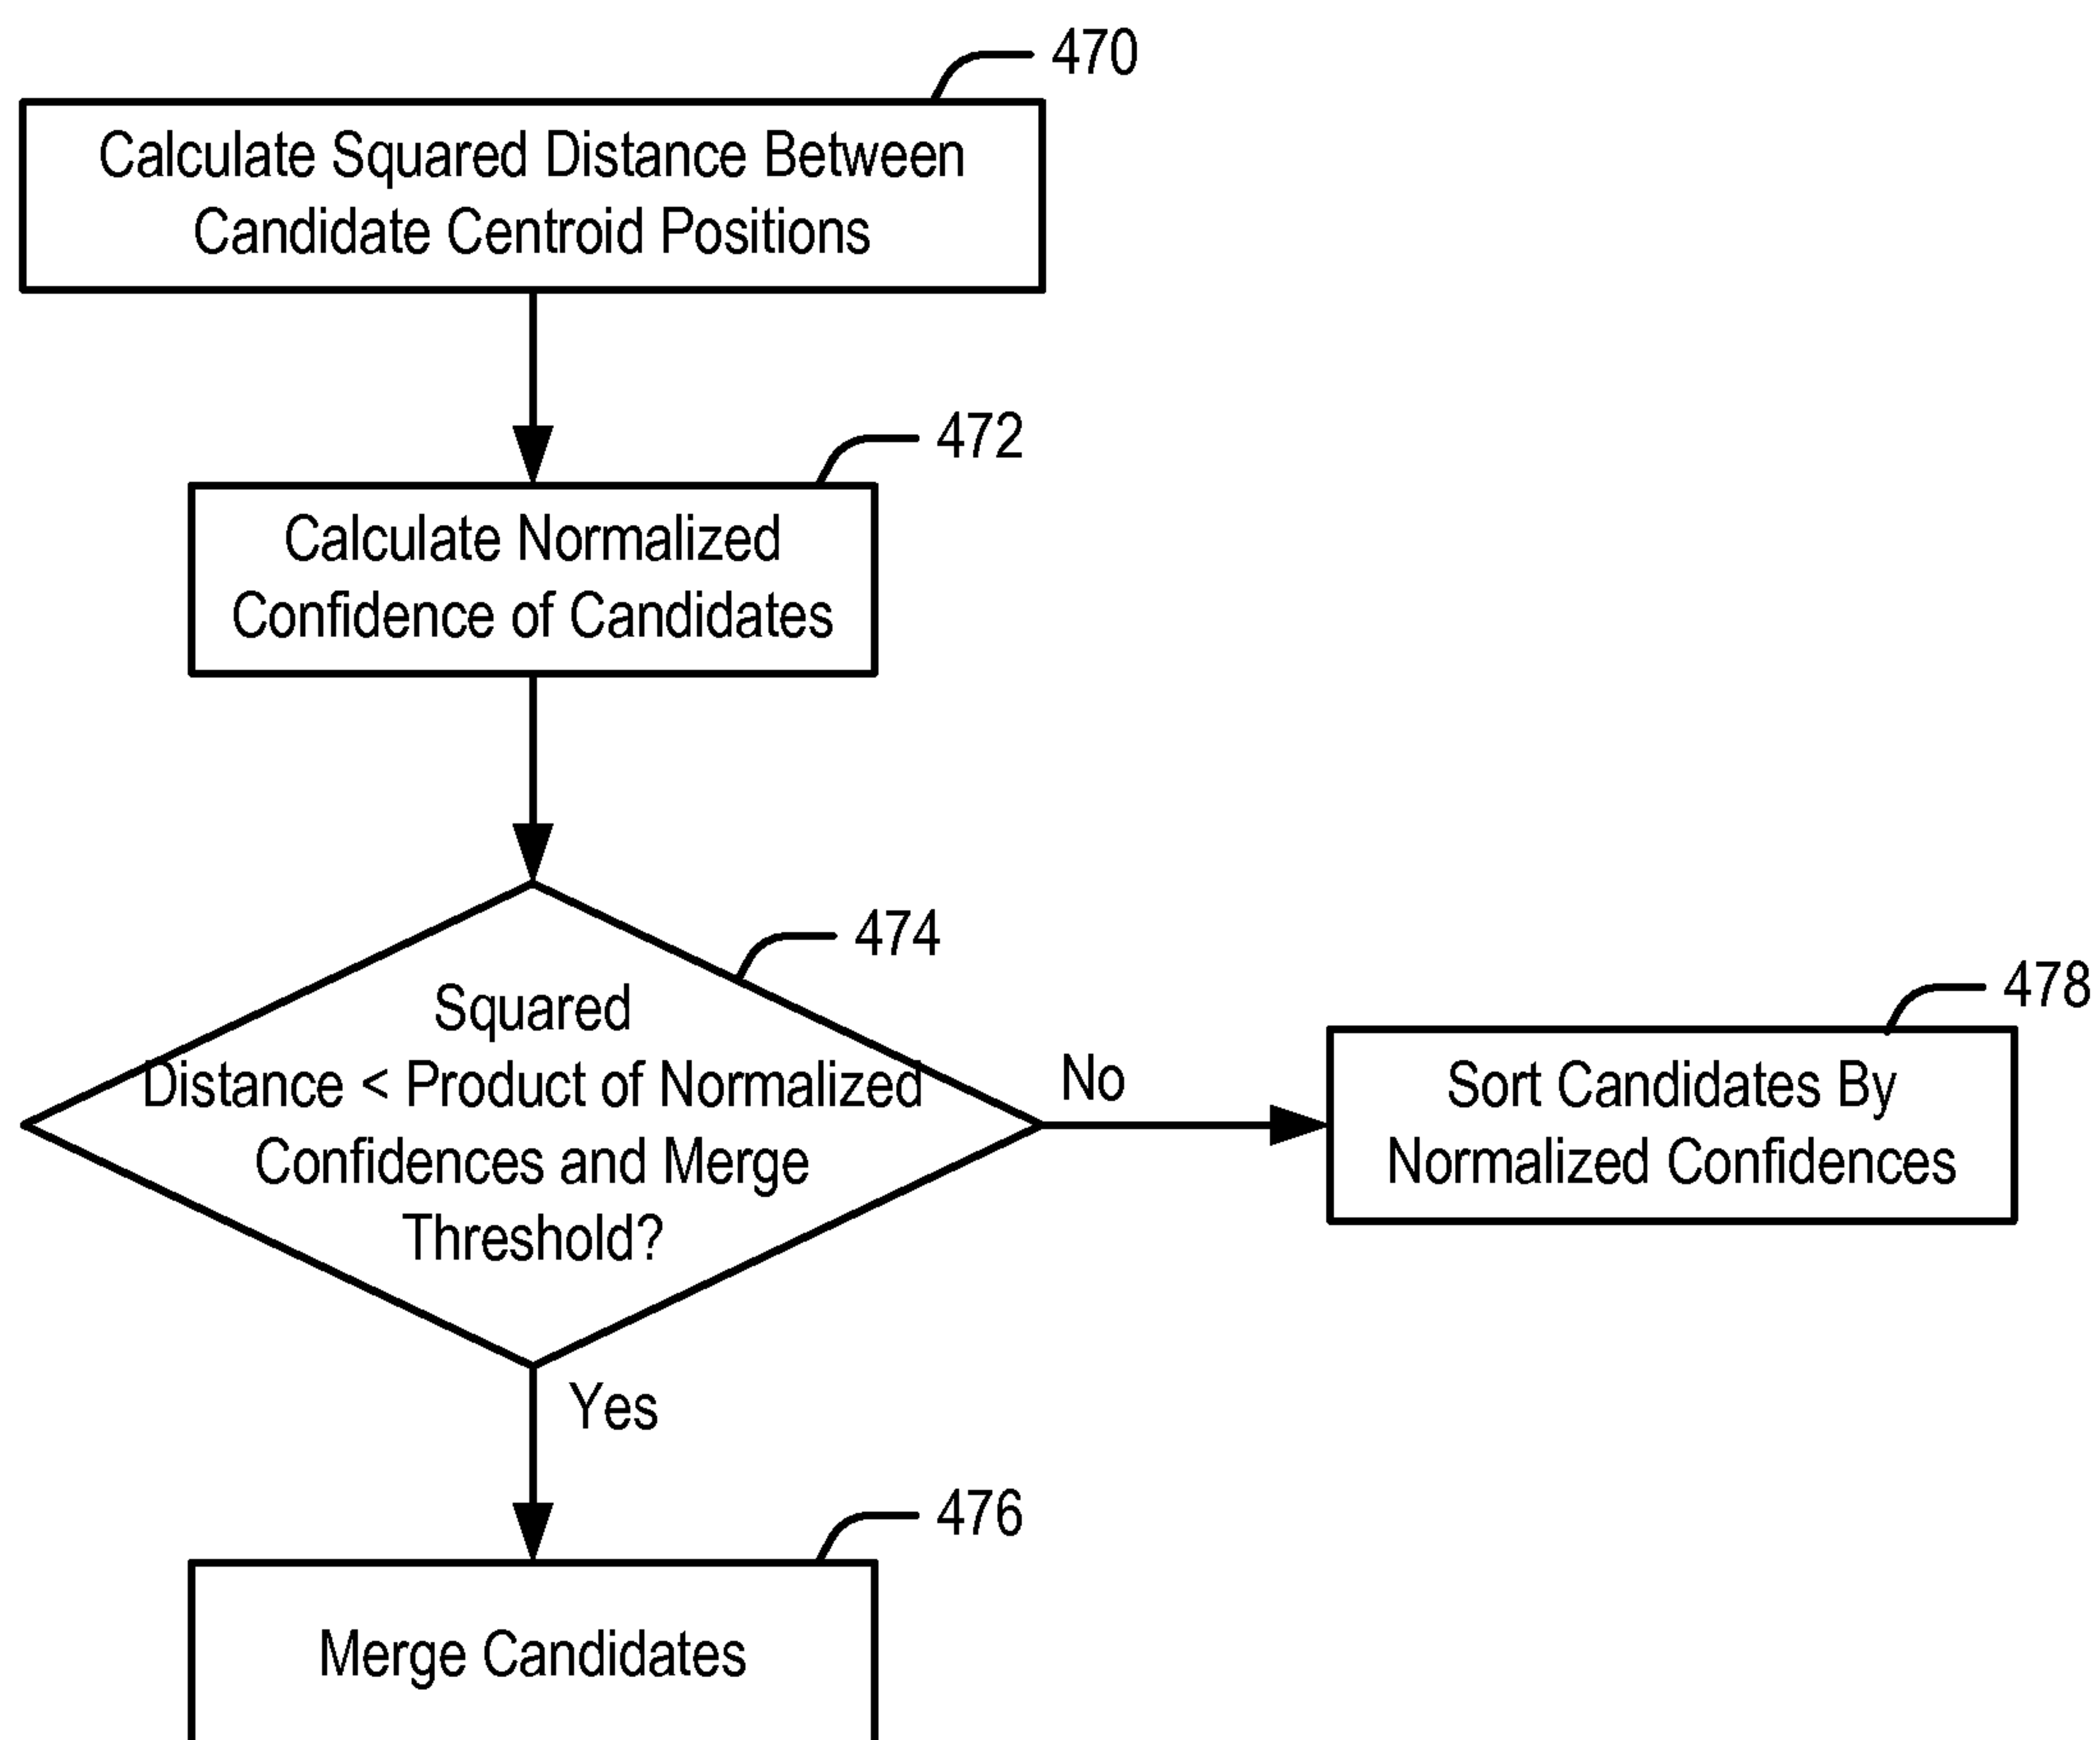 470
Calculate Squared Distance Between
Candidate Centroid Positions
472
Calculate Normalized
Confidence of Candidates
474
Squared
Distance < Product of Normalized
Confidences and Merge
Threshold?
No
478
Sort Candidates By
Normalized Confidences
Yes
476
Merge Candidates